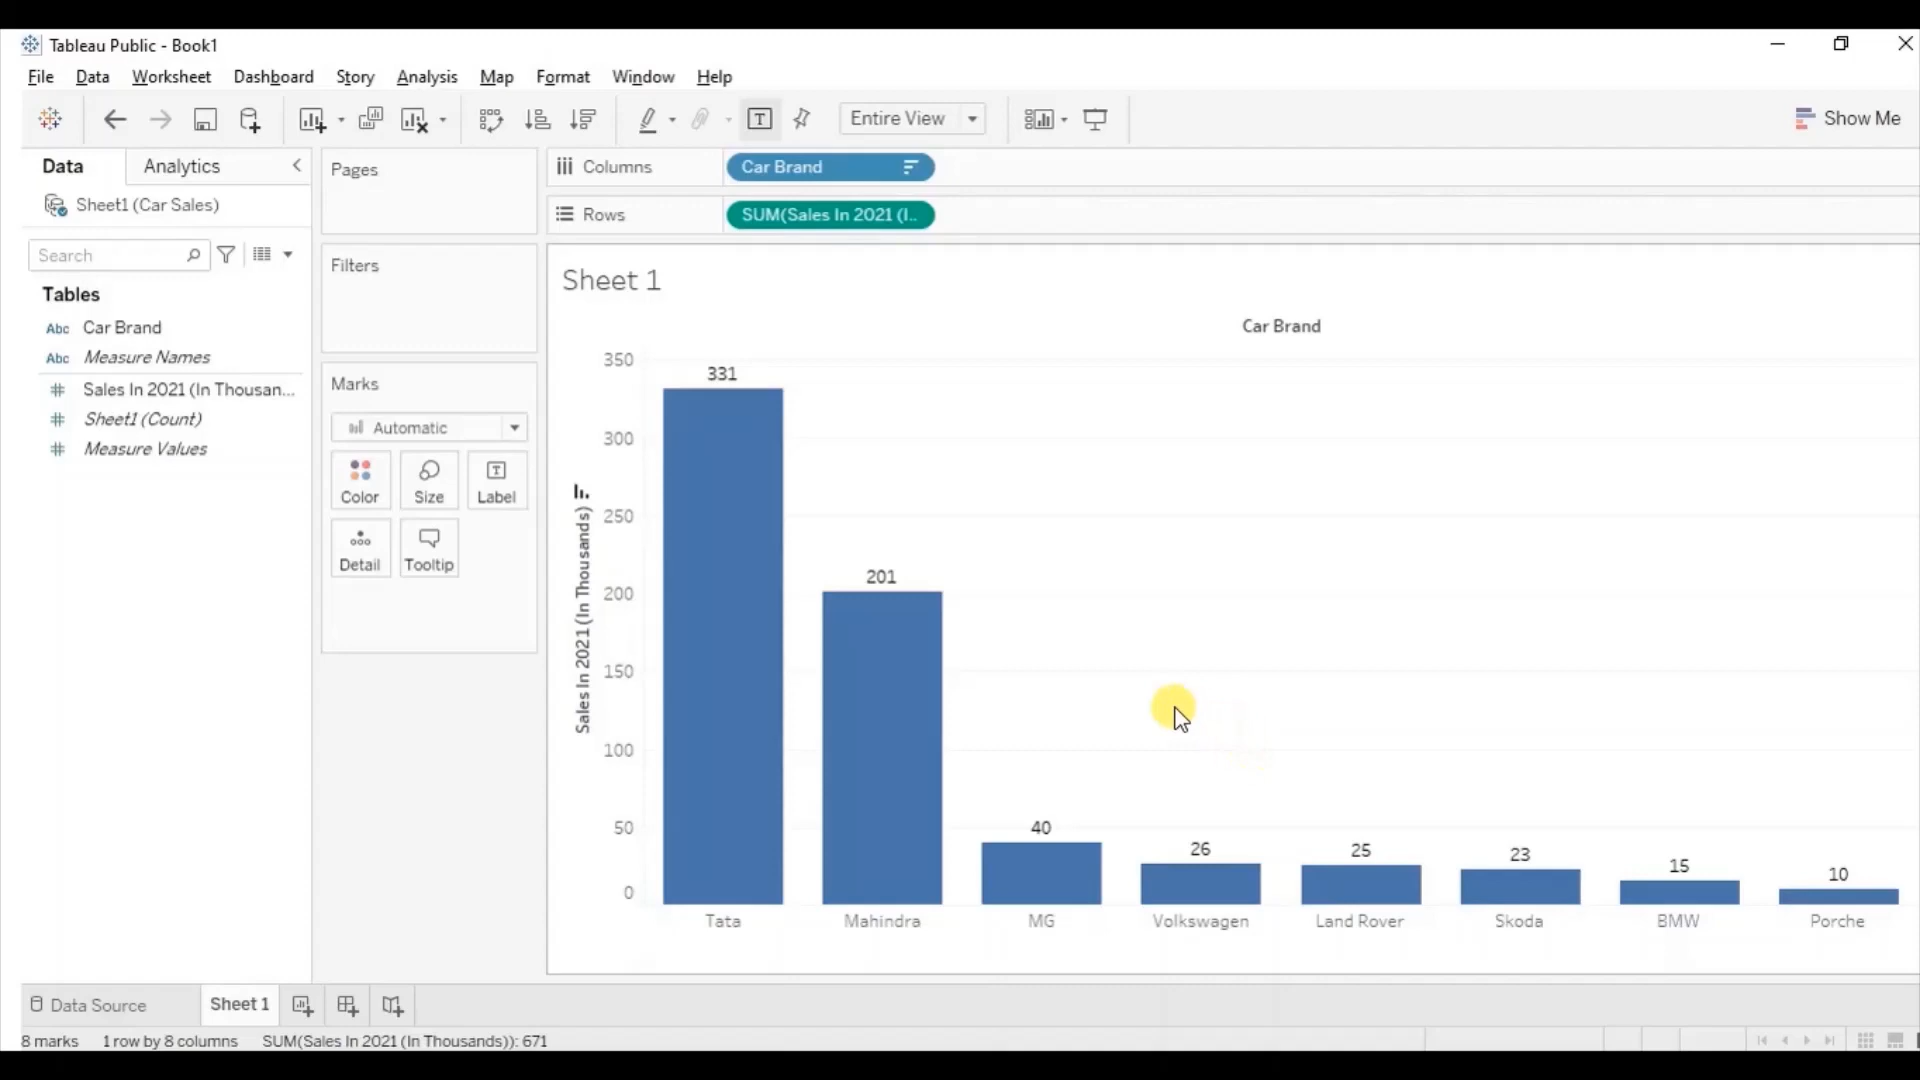 Tableau Public - Book1
File Data Worksheet Dashboard Story Analysis Map Format Window Help
Entire View
Show Me
Data Analytics
Sheet1 (Car Sales)
Search
Tables
Abc Car Brand
Abc Measure Names
# Sales In 2021 (In Thousan...
# Sheet1 (Count)
# Measure Values
Pages
Filters
Marks
Automatic
Color Size Label
Detail Tooltip
Columns Car Brand
Rows SUM(Sales In 2021 (I..
Sheet 1
Car Brand
Sales In 2021 (In Thousands)
350
300
250
200
150
100
50
0
331
201
40
26
25
23
15
10
Tata Mahindra MG Volkswagen Land Rover Skoda BMW Porche
Data Source Sheet 1
8 marks 1 row by 8 columns SUM(Sales In 2021 (In Thousands)): 671